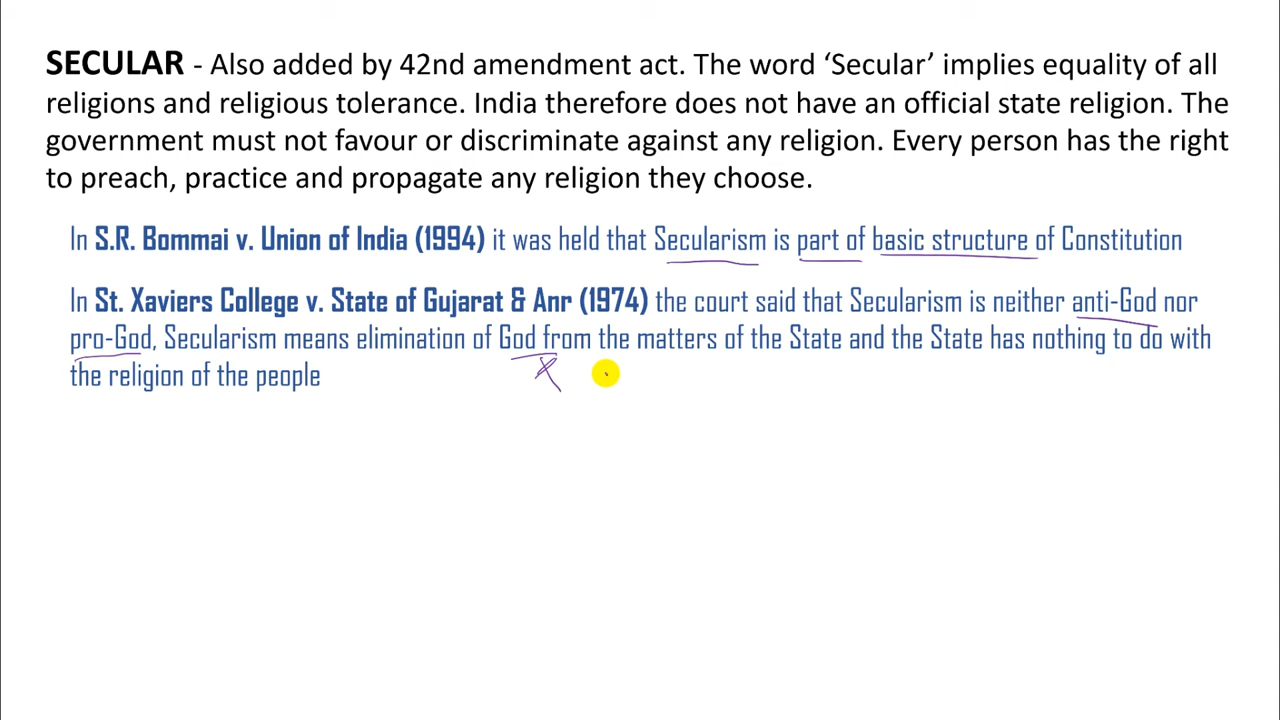 SECULAR - Also added by 42nd amendment act. The word ‘Secular’ implies equality of all
religions and religious tolerance. India therefore does not have an official state religion. The
government must not favour or discriminate against any religion. Every person has the right
to preach, practice and propagate any religion they choose.
In S.R. Bommai v. Union of India (1994) it was held that Secularism is part of basic structure of Constitution
In St. Xaviers College v. State of Gujarat & Anr (1974) the court said that Secularism is neither anti-God nor
pro-God, Secularism means elimination of God from the matters of the State and the State has nothing to do with
the religion of the people